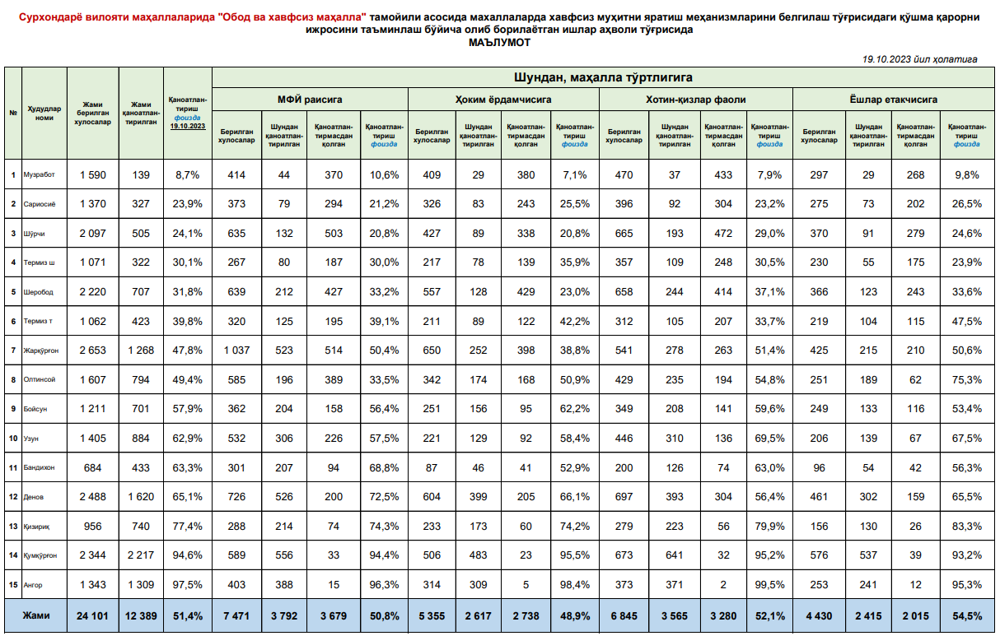 Сурхондарё вилояти маҳаллаларида "Обод ва хавфсиз маҳалла" тамойили асосида махаллаларда хавфсиз муҳитни яратиш меҳанизмларини белгилаш тўғрисидаги қўшма қарорни
ижросини таъминлаш бўйича олиб борилаётган ишлар аҳволи тўғрисида
МАЪЛУМОТ
19.10.2023 йил ҳолатига
№ Ҳудудлар номи Жами берилган хулосалар Жами қаноатлан-тирилган Қаноатлан-тириш фоизда 19.10.2023 Шундан, маҳалла тўртлигига
МФЙ раисига Ҳоким ёрдамчисига Хотин-қизлар фаоли Ёшлар етакчисига
Берилган хулосалар Шундан қаноатлан-тирилган Қаноатлан-тирмасдан қолган Қаноатлан-тириш фоизда Берилган хулосалар Шундан қаноатлан-тирилган Қаноатлан-тирмасдан қолган Қаноатлан-тириш фоизда Берилган хулосалар Шундан қаноатлан-тирилган Қаноатлан-тирмасдан қолган Қаноатлан-тириш фоизда Берилган хулосалар Шундан қаноатлан-тирилган Қаноатлан-тирмасдан қолган Қаноатлан-тириш фоизда
1 Музработ 1 590 139 8,7% 414 44 370 10,6% 409 29 380 7,1% 470 37 433 7,9% 297 29 268 9,8%
2 Сариосиё 1 370 327 23,9% 373 79 294 21,2% 326 83 243 25,5% 396 92 304 23,2% 275 73 202 26,5%
3 Шўрчи 2 097 505 24,1% 635 132 503 20,8% 427 89 338 20,8% 665 193 472 29,0% 370 91 279 24,6%
4 Термиз ш 1 071 322 30,1% 267 80 187 30,0% 217 78 139 35,9% 357 109 248 30,5% 230 55 175 23,9%
5 Шеробод 2 220 707 31,8% 639 212 427 33,2% 557 128 429 23,0% 658 244 414 37,1% 366 123 243 33,6%
6 Термиз т 1 062 423 39,8% 320 125 195 39,1% 211 89 122 42,2% 312 105 207 33,7% 219 104 115 47,5%
7 Жарқўрғон 2 653 1 268 47,8% 1 037 523 514 50,4% 650 252 398 38,8% 541 278 263 51,4% 425 215 210 50,6%
8 Олтинсой 1 607 794 49,4% 585 196 389 33,5% 342 174 168 50,9% 429 235 194 54,8% 251 189 62 75,3%
9 Бойсун 1 211 701 57,9% 362 204 158 56,4% 251 156 95 62,2% 349 208 141 59,6% 249 133 116 53,4%
10 Узун 1 405 884 62,9% 532 306 226 57,5% 221 129 92 58,4% 446 310 136 69,5% 206 139 67 67,5%
11 Бандихон 684 433 63,3% 301 207 94 68,8% 87 46 41 52,9% 200 126 74 63,0% 96 54 42 56,3%
12 Денов 2 488 1 620 65,1% 726 526 200 72,5% 604 399 205 66,1% 697 393 304 56,4% 461 302 159 65,5%
13 Қизириқ 956 740 77,4% 288 214 74 74,3% 233 173 60 74,2% 279 223 56 79,9% 156 130 26 83,3%
14 Қумқўрғон 2 344 2 217 94,6% 589 556 33 94,4% 506 483 23 95,5% 673 641 32 95,2% 576 537 39 93,2%
15 Ангор 1 343 1 309 97,5% 403 388 15 96,3% 314 309 5 98,4% 373 371 2 99,5% 253 241 12 95,3%
Жами 24 101 12 389 51,4% 7 471 3 792 3 679 50,8% 5 355 2 617 2 738 48,9% 6 845 3 565 3 280 52,1% 4 430 2 415 2 015 54,5%